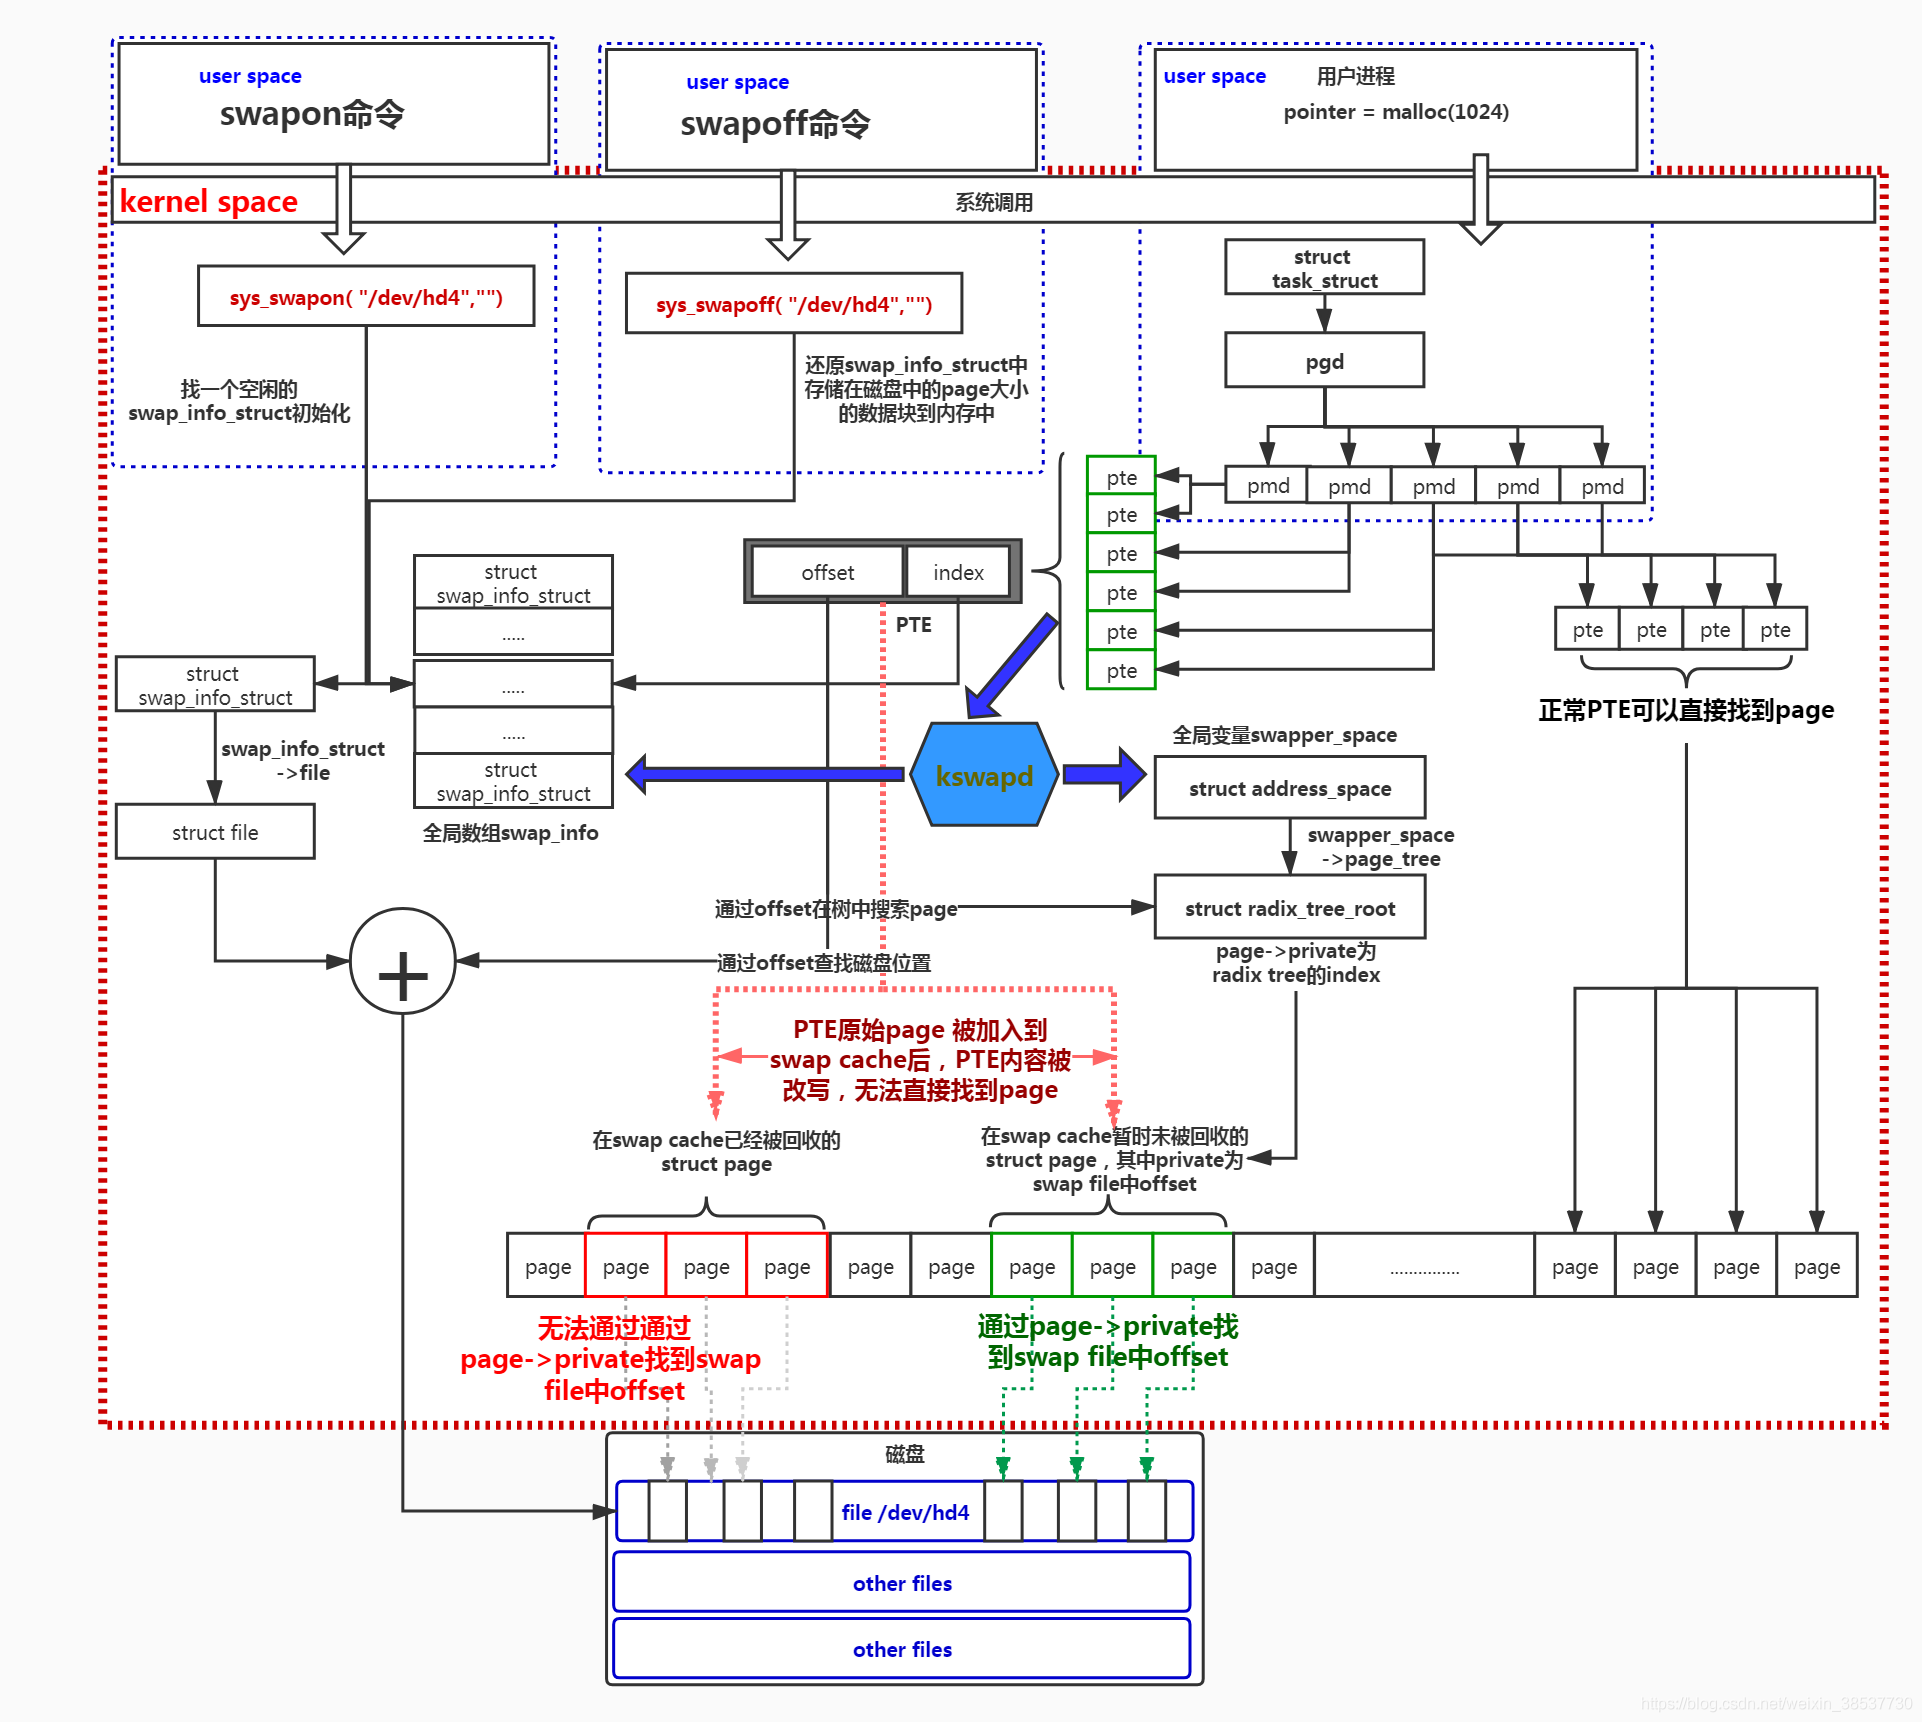 user space
swapon命令
user space
swapoff命令
user space 用户进程
pointer = malloc(1024)
kernel space
系统调用
sys_swapon( "/dev/hd4","")
sys_swapoff( "/dev/hd4","")
struct
task_struct
pgd
找一个空闲的
swap_info_struct初始化
还原swap_info_struct中
存储在磁盘中的page大小
的数据块到内存中
pmd pmd pmd pmd pmd
pte
pte
pte
pte
pte
pte
offset index
PTE
struct
swap_info_struct
.....
.....
.....
struct
swap_info_struct
全局数组swap_info
struct
swap_info_struct
swap_info_struct
->file
struct file
pte pte pte pte
正常PTE可以直接找到page
kswapd
全局变量swapper_space
struct address_space
swapper_space
->page_tree
struct radix_tree_root
page->private为
radix tree的index
通过offset在树中搜索page
通过offset查找磁盘位置
+
PTE原始page 被加入到
swap cache后，PTE内容被
改写，无法直接找到page
在swap cache已经被回收的
struct page
在swap cache暂时未被回收的
struct page，其中private为
swap file中offset
page page page page page page page page page page ............... page page page page
无法通过通过
page->private找到swap
file中offset
通过page->private找
到swap file中offset
磁盘
file /dev/hd4
other files
other files
https://blog.csdn.net/weixin_38537730